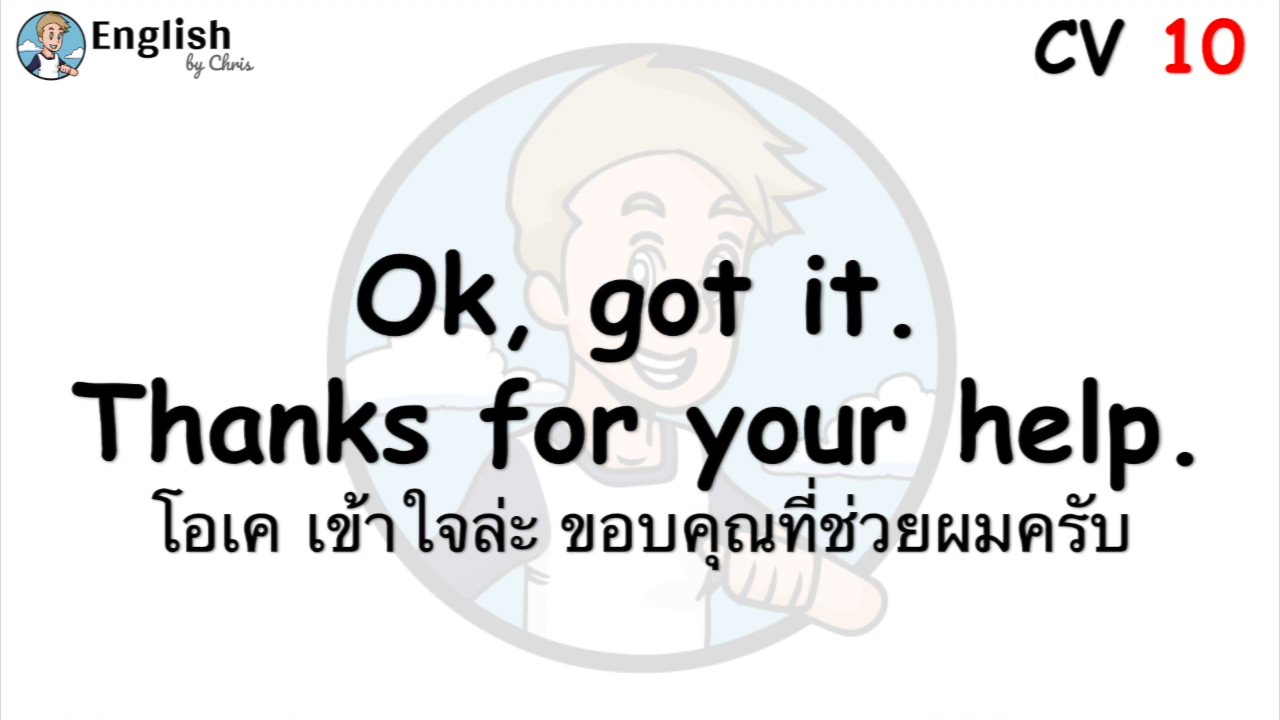 English
by Chris
CV 10
Ok, got it.
Thanks for your help.
โอเค เข้าใจล่ะ ขอบคุณที่ช่วยผมครับ